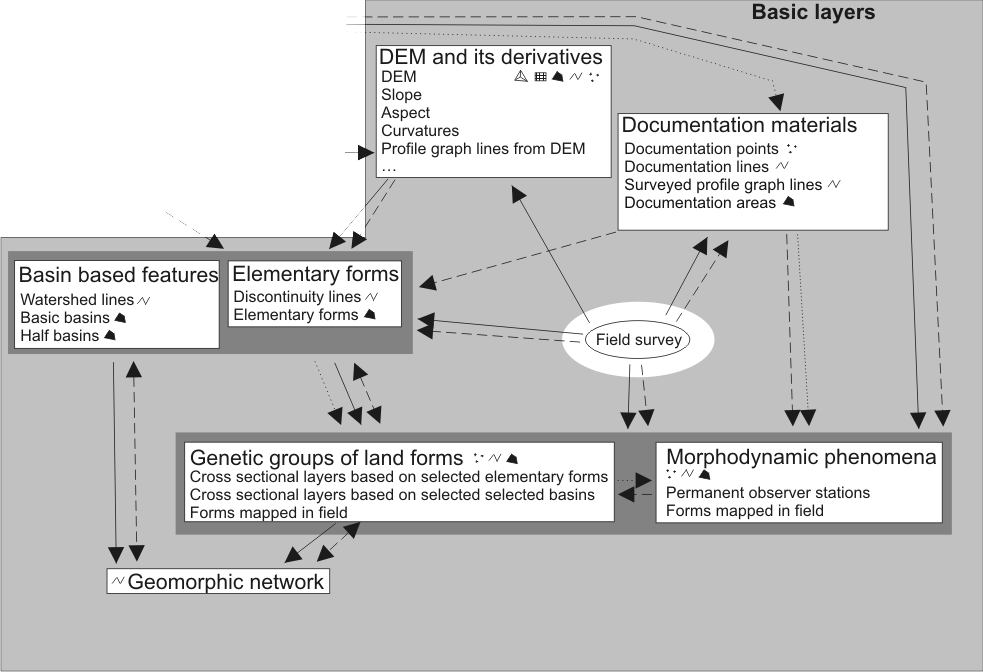 Basic layers
DEM and its derivatives
DEM
Slope
Aspect
Curvatures
Profile graph lines from DEM
...
Documentation materials
Documentation points
Documentation lines
Surveyed profile graph lines
Documentation areas
Basin based features
Watershed lines
Basic basins
Half basins
Elementary forms
Discontinuity lines
Elementary forms
Field survey
Genetic groups of land forms
Cross sectional layers based on selected elementary forms
Cross sectional layers based on selected selected basins
Forms mapped in field
Morphodynamic phenomena
Permanent observer stations
Forms mapped in field
Geomorphic network